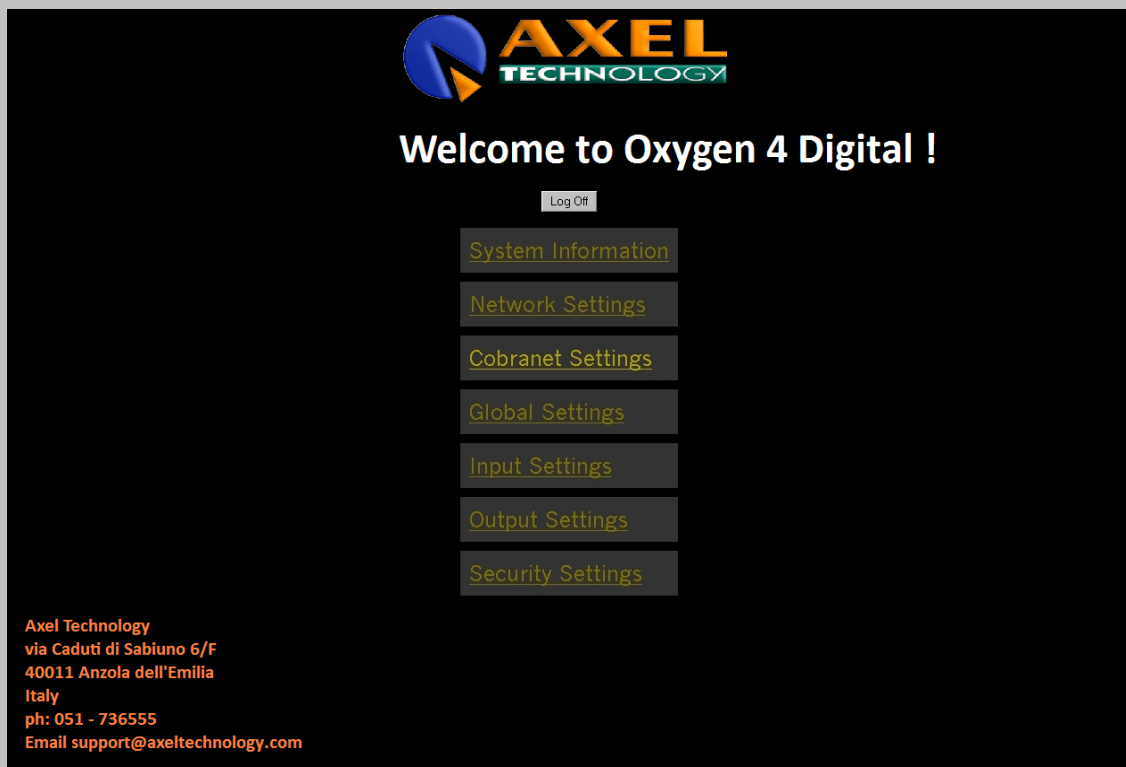 AXEL
TECHNOLOGY
Welcome to Oxygen 4 Digital !
Log Off
System Information
Network Settings
Cobranet Settings
Global Settings
Input Settings
Output Settings
Security Settings
Axel Technology
via Caduti di Sabiuno 6/F
40011 Anzola dell'Emilia
Italy
ph: 051 - 736555
Email support@axeltechnology.com